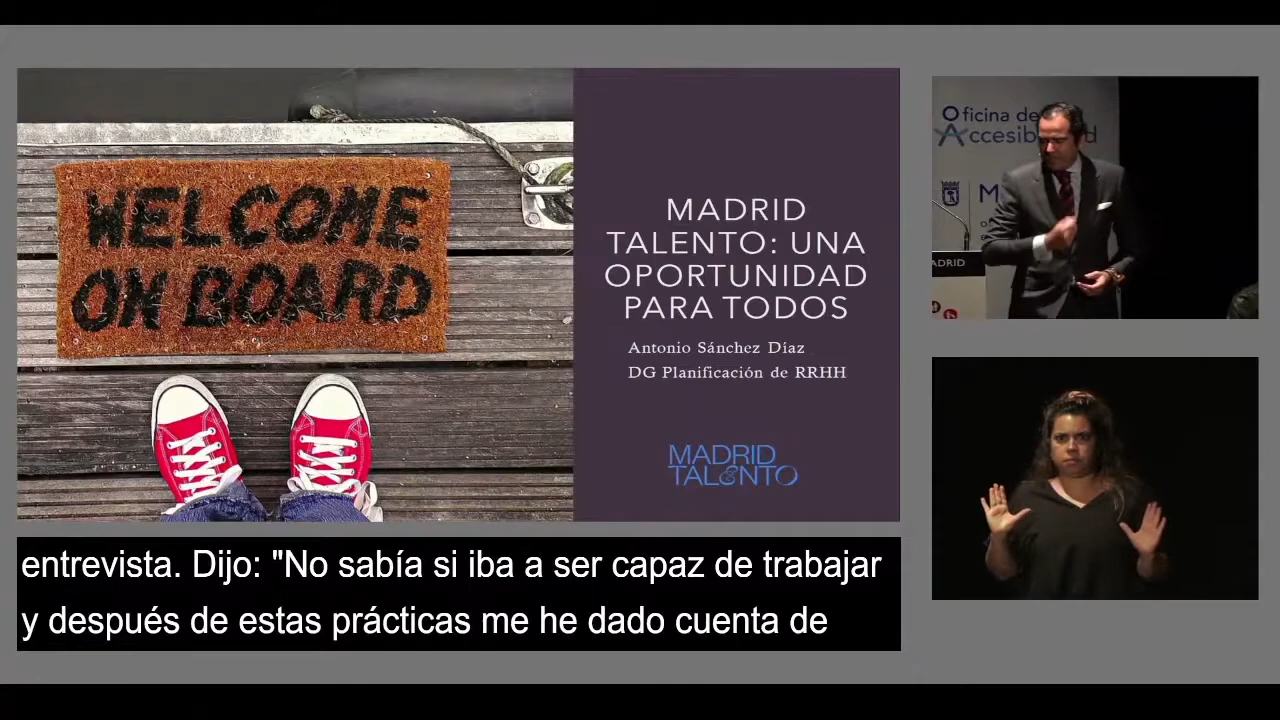 WELCOME
ON BOARD
MADRID
TALENTO: UNA
OPORTUNIDAD
PARA TODOS
Antonio Sánchez Díaz
DG Planificación de RRHH
MADRID
TALENTO
entrevista. Dijo: "No sabía si iba a ser capaz de trabajar
y después de estas prácticas me he dado cuenta de
Oficina de
M
ADRID